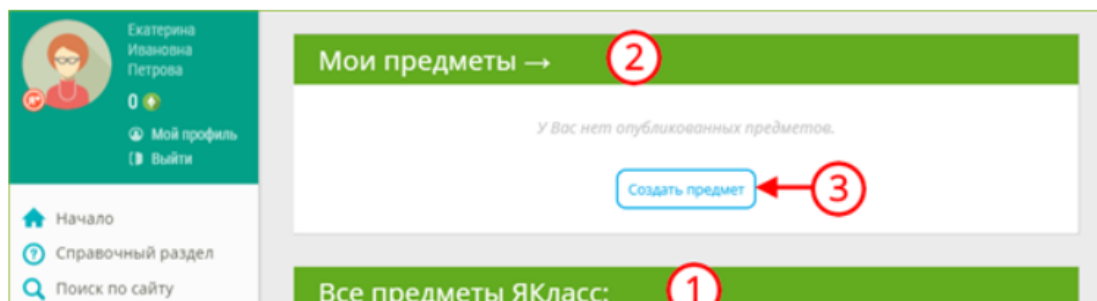 Екатерина
Ивановна
Петрова
0
Я+
Мой профиль
Выйти
Начало
Справочный раздел
Поиск по сайту
Мои предметы →
2
У Вас нет опубликованных предметов.
Создать предмет
3
Все предметы ЯКласс:
1